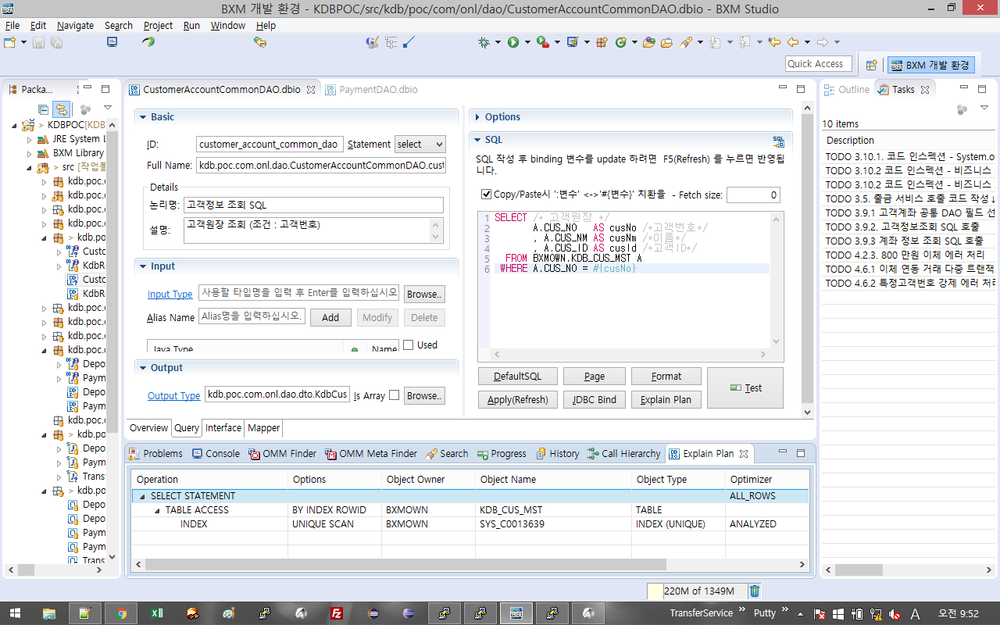 BXM 개발 환경 - KDBPOC/src/kdb/poc/com/onl/dao/CustomerAccountCommonDAO.dbio - BXM Studio
File Edit Navigate Search Project Run Window Help
Quick Access
BXM 개발 환경
Packa...
KDBPOC[KDB
JRE System L
BXM Library
> src [작업플
kdb.poc.
kdb.poc.
kdb.poc.
kdb.poc.
> kdb.po
Custo
KdbR
Custo
KdbR
kdb.poc.
kdb.poc.
kdb.poc.
kdb.poc.
Depo
Paym
Depo
Paym
kdb.poc.
> kdb.po
Depo
Paym
Trans
> kdb.po
Depo
Depo
Paym
Paym
Trans
CustomerAccountCommonDAO.dbio
PaymentDAO.dbio
Basic
ID: customer_account_common_dao Statement select
Full Name: kdb.poc.com.onl.dao.CustomerAccountCommonDAO.cust
Details
논리명: 고객정보 조회 SQL
설명: 고객원장 조회 (조건 : 고객번호)
Input
Input Type 사용할 타입명을 입력 후 Enter를 입력하십시오 Browse..
Alias Name Alias명을 입력하십시오. Add Modify Delete
Java Type Name Used
Output
Output Type kdb.poc.com.onl.dao.dto.KdbCus Is Array Browse..
Overview Query Interface Mapper
Options
SQL
SQL 작성 후 binding 변수를 update 하려면 F5(Refresh) 를 누르면 반영됩
니다.
Copy/Paste시 ':변수' <->'#{변수}' 치환을 - Fetch size: 0
1 SELECT /* 고객원장 */
2 A.CUS_NO AS cusNo /*고객번호*/
3 , A.CUS_NM AS cusNm /*이름*/
4 , A.CUS_ID AS cusId /*고객ID*/
5 FROM BXMOWN.KDB_CUS_MST A
6 WHERE A.CUS_NO = #{cusNo}
DefaultSQL Page Format Test
Apply(Refresh) JDBC Bind Explain Plan
Outline Tasks
10 items
Description
TODO 3.10.1. 코드 인스펙션 - System.o
TODO 3.10.2 코드 인스펙션 - 비즈니스
TODO 3.10.2 코드 인스펙션 - 비즈니스
TODO 3.5. 출금 서비스 호출 코드 작성↓
TODO 3.9.1 고객계좌 공통 DAO 필드 선
TODO 3.9.2. 고객정보조회 SQL 호출
TODO 3.9.3 계좌 정보 조회 SQL 호출
TODO 4.2.3. 800 만원 이체 에러 처리
TODO 4.6.1 이체 연동 거래 다중 트랜잭
TODO 4.6.2 특정고객번호 강제 에러 처리
Problems Console OMM Finder OMM Meta Finder Search Progress History Call Hierarchy Explain Plan
Operation Options Object Owner Object Name Object Type Optimizer
SELECT STATEMENT ALL_ROWS
TABLE ACCESS BY INDEX ROWID BXMOWN KDB_CUS_MST TABLE
INDEX UNIQUE SCAN BXMOWN SYS_C0013639 INDEX (UNIQUE) ANALYZED
220M of 1349M
TransferService » Putty » A 오전 9:52